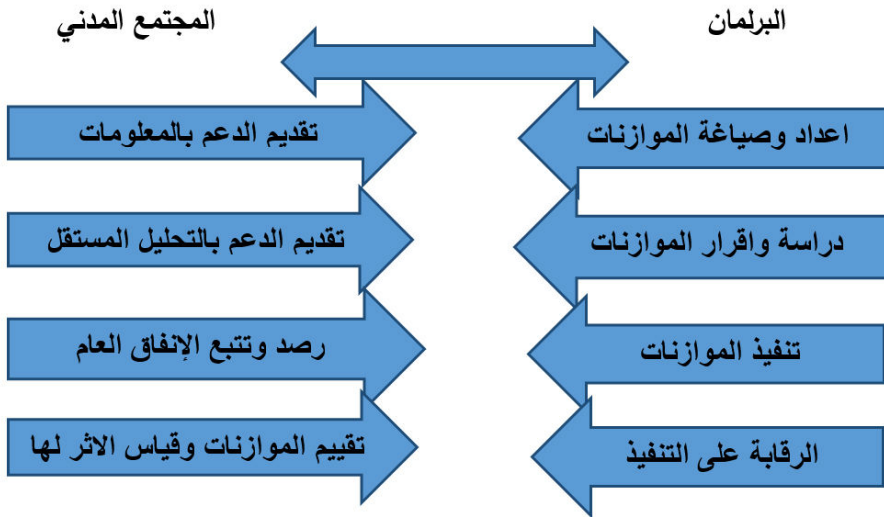 البرلمان
المجتمع المدني
اعداد وصياغة الموازنات
تقديم الدعم بالمعلومات
دراسة واقرار الموازنات
تقديم الدعم بالتحليل المستقل
تنفيذ الموازنات
رصد وتتبع الإنفاق العام
الرقابة على التنفيذ
تقييم الموازنات وقياس الاثر لها